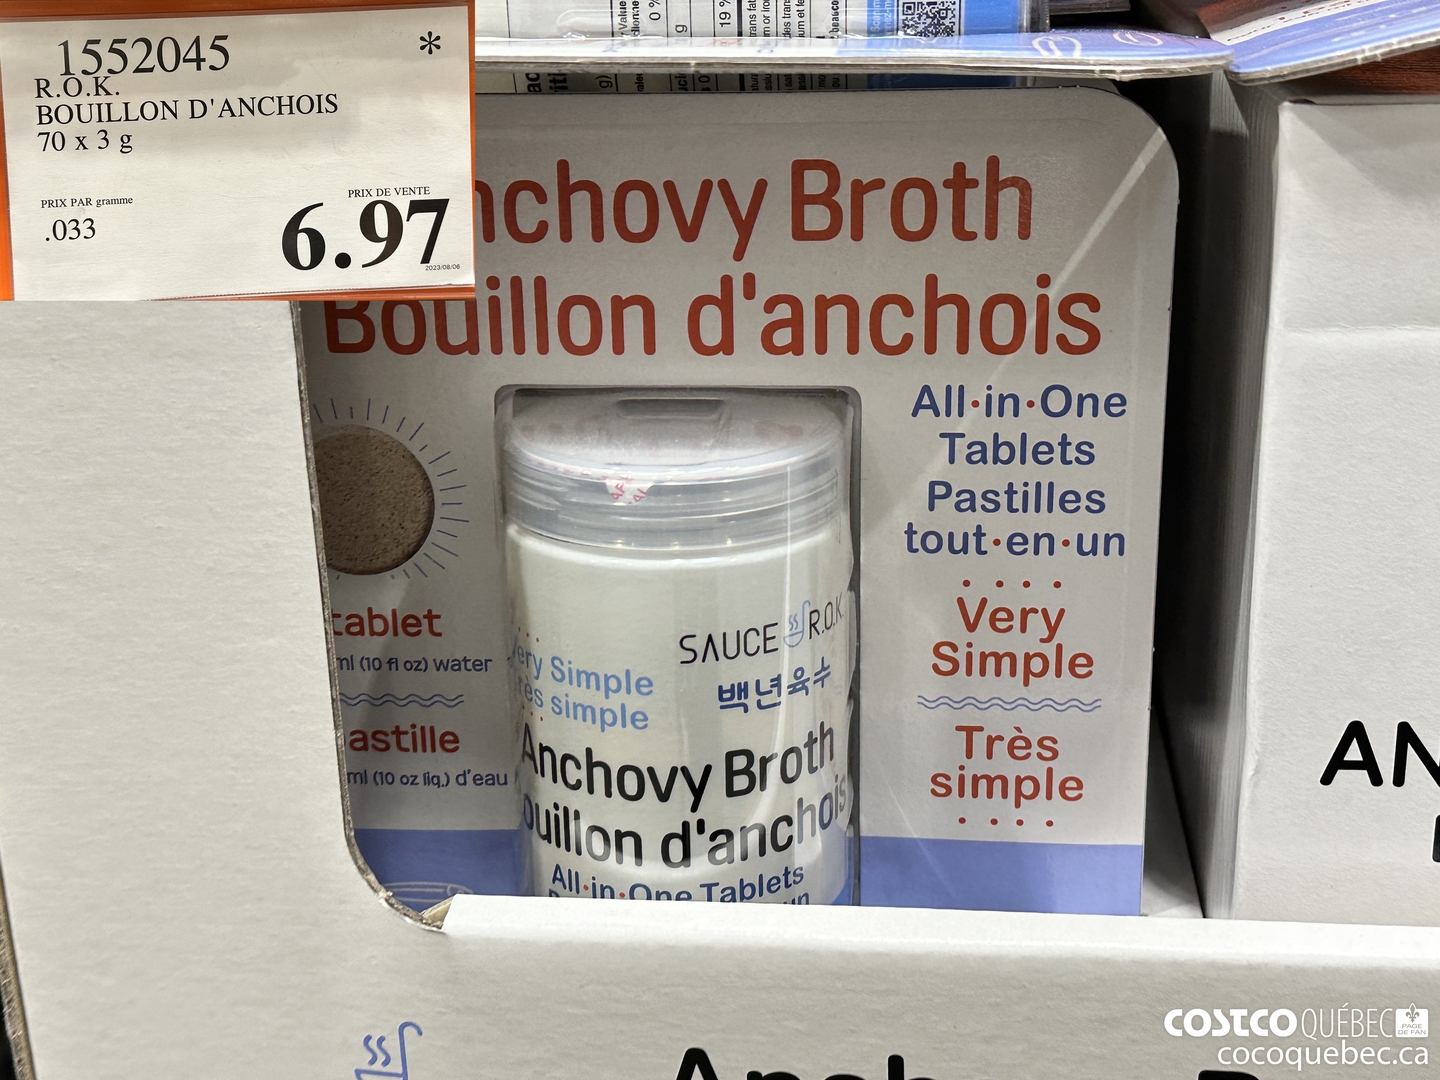 1552045
*
R.O.K.
BOUILLON D'ANCHOIS
70 x 3 g
PRIX PAR gramme
.033
PRIX DE VENTE
6.97
2023/08/06
nchovy Broth
Bouillon d'anchois
All·in·One
Tablets
Pastilles
tout·en·un
Very
Simple
Très
simple
tablet
ml (10 fl oz) water
astille
ml (10 oz liq.) d'eau
SAUCE R.O.K.
백년육수
ery Simple
rès simple
Anchovy Broth
ouillon d'anchois
All·in·One Tablets
un
AN
COSTCO QUÉBEC
PAGE
DE FAN
cocoquebec.ca